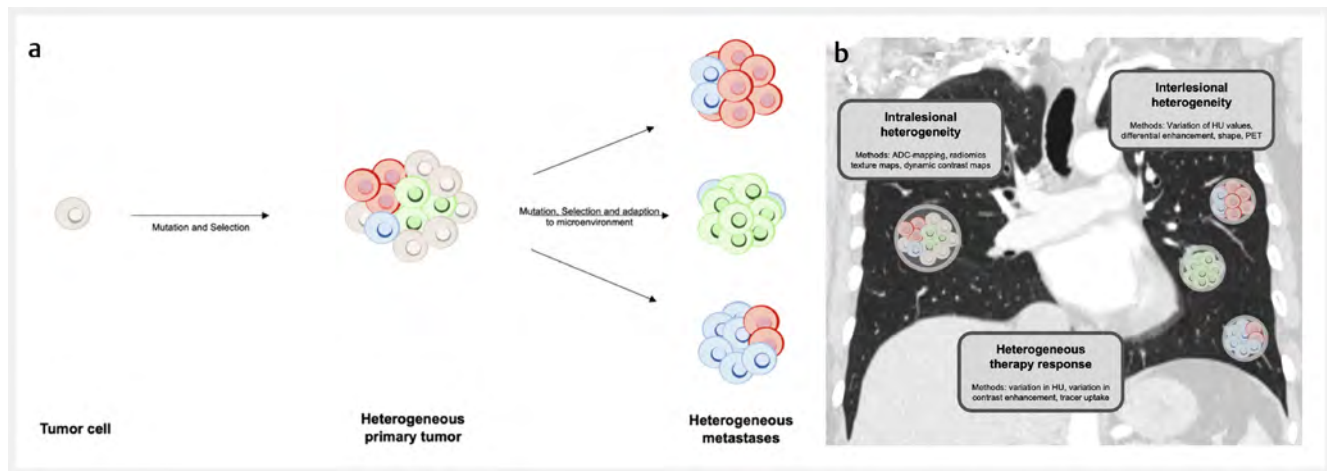 a
Mutation and Selection
Mutation, Selection and adaption
to microenvironment
Tumor cell
Heterogeneous
primary tumor
Heterogeneous
metastases
b
Intralesional
heterogeneity
Methods: ADC-mapping, radiomics
texture maps, dynamic contrast maps
Interlesional
heterogeneity
Methods: Variation of HU values,
differential enhancement, shape, PET
Heterogeneous
therapy response
Methods: variation in HU, variation in
contrast enhancement, tracer uptake